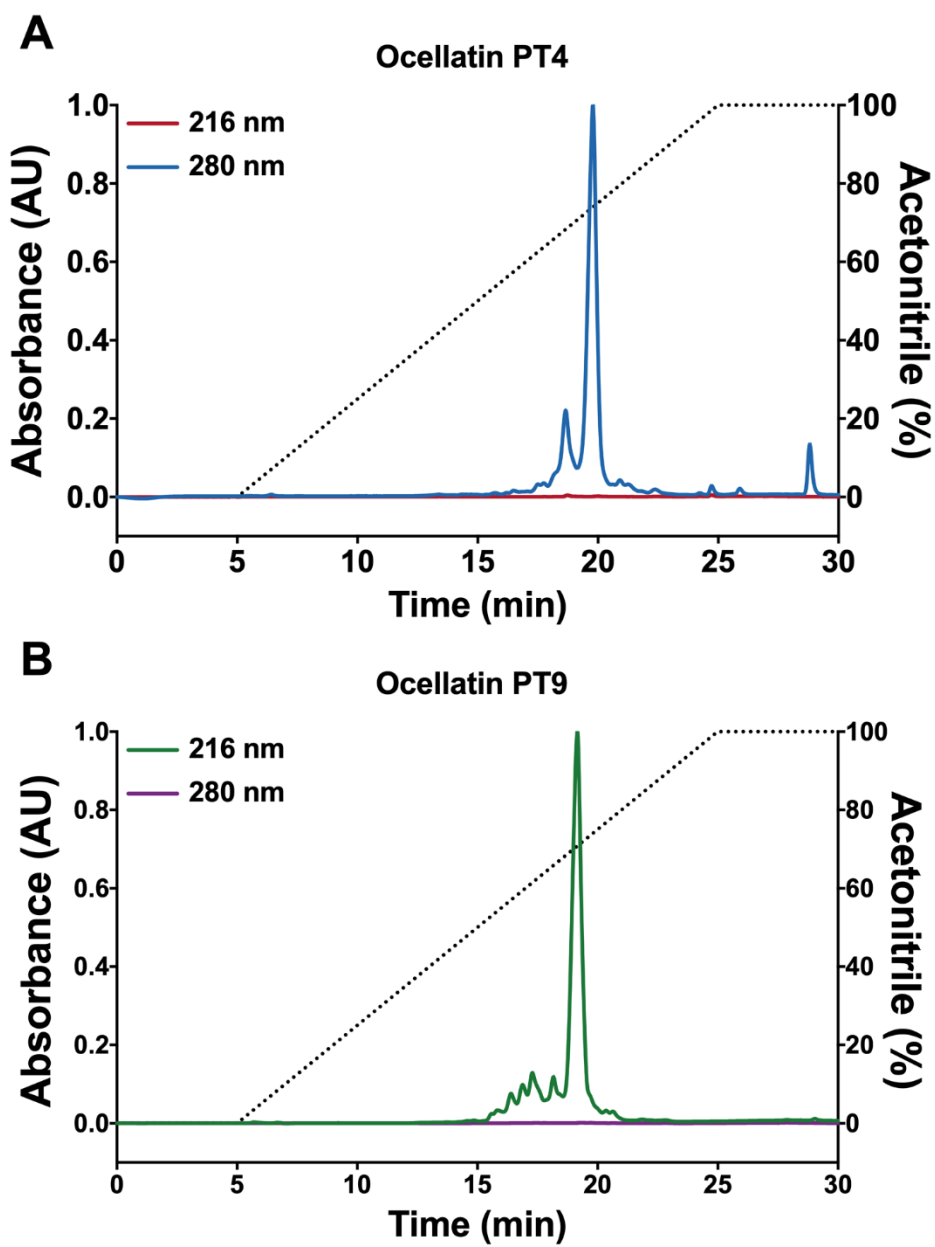 A
Ocellatin PT4
216 nm
280 nm
Absorbance (AU)
1.0
0.8
0.6
0.4
0.2
0.0
100
80
60
40
20
0
Acetonitrile (%)
0 5 10 15 20 25 30
Time (min)
B
Ocellatin PT9
216 nm
280 nm
Absorbance (AU)
1.0
0.8
0.6
0.4
0.2
0.0
100
80
60
40
20
0
Acetonitrile (%)
0 5 10 15 20 25 30
Time (min)